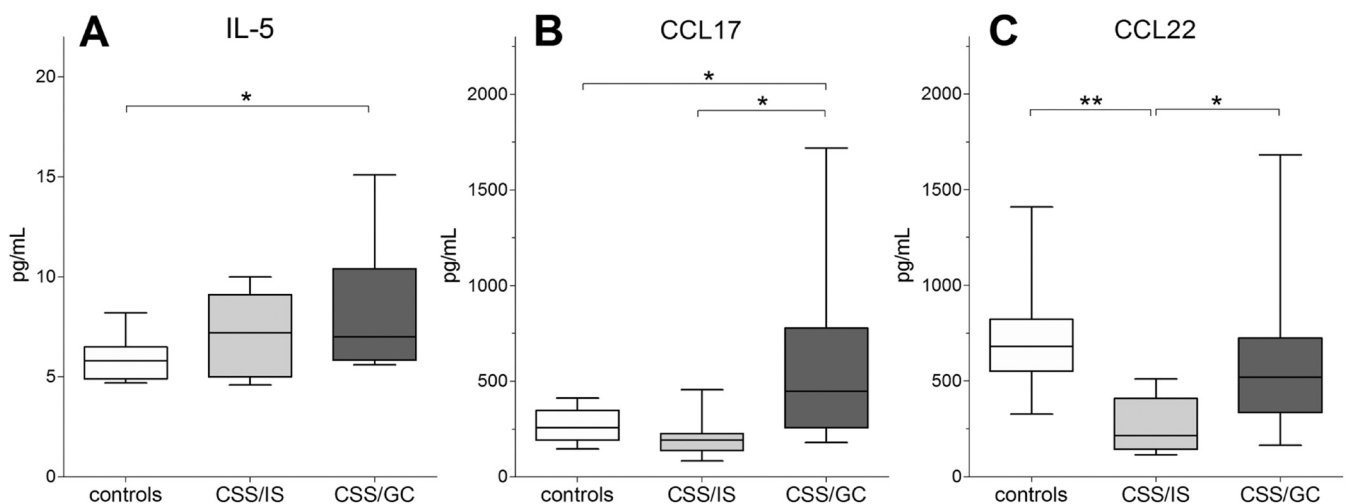 A IL-5
pg/mL
20
15
10
5
0
*
controls CSS/IS CSS/GC
B CCL17
pg/mL
2000
1500
1000
500
0
*
*
controls CSS/IS CSS/GC
C CCL22
pg/mL
2000
1500
1000
500
0
** *
controls CSS/IS CSS/GC